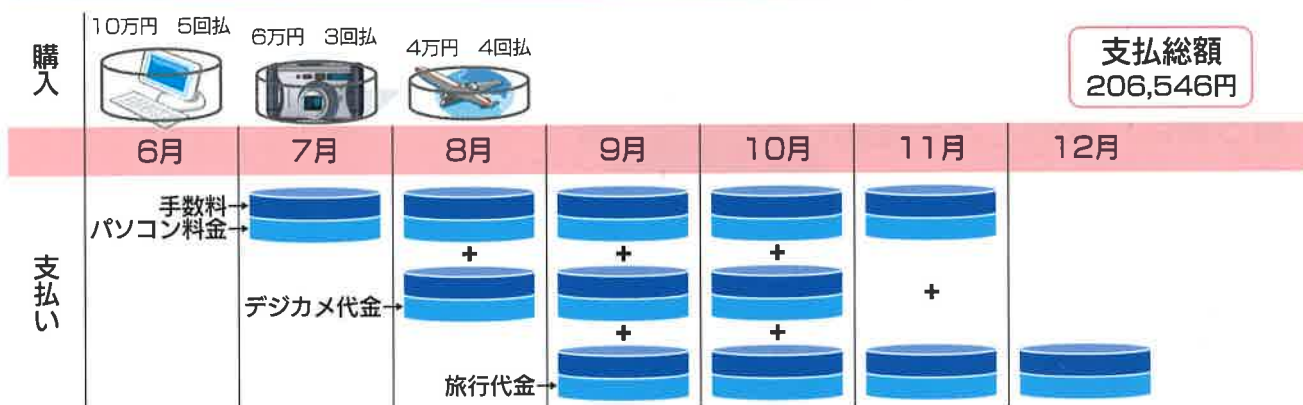 購入
10万円 5回払
6万円 3回払
4万円 4回払
支払総額
206,546円
6月 7月 8月 9月 10月 11月 12月
支払い
手数料→
パソコン料金→
+ + +
デジカメ代金→
+
+ +
旅行代金→